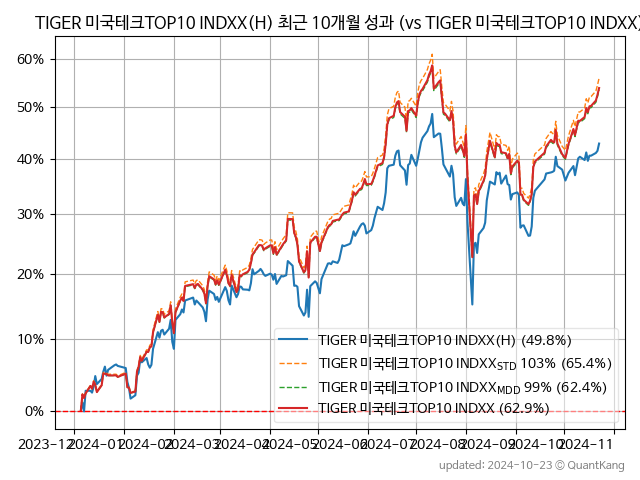 TIGER 미국테크TOP10 INDXX(H) 최근 10개월 성과 (vs TIGER 미국테크TOP10 INDXX)
60%
50%
40%
30%
20%
10%
0%
TIGER 미국테크TOP10 INDXX(H) (49.8%)
TIGER 미국테크TOP10 INDXX_STD 103% (65.4%)
TIGER 미국테크TOP10 INDXX_MDD 99% (62.4%)
TIGER 미국테크TOP10 INDXX (62.9%)
2023-12 2024-01 2024-02 2024-03 2024-04 2024-05 2024-06 2024-07 2024-08 2024-09 2024-10 2024-11
updated: 2024-10-23 © QuantKang